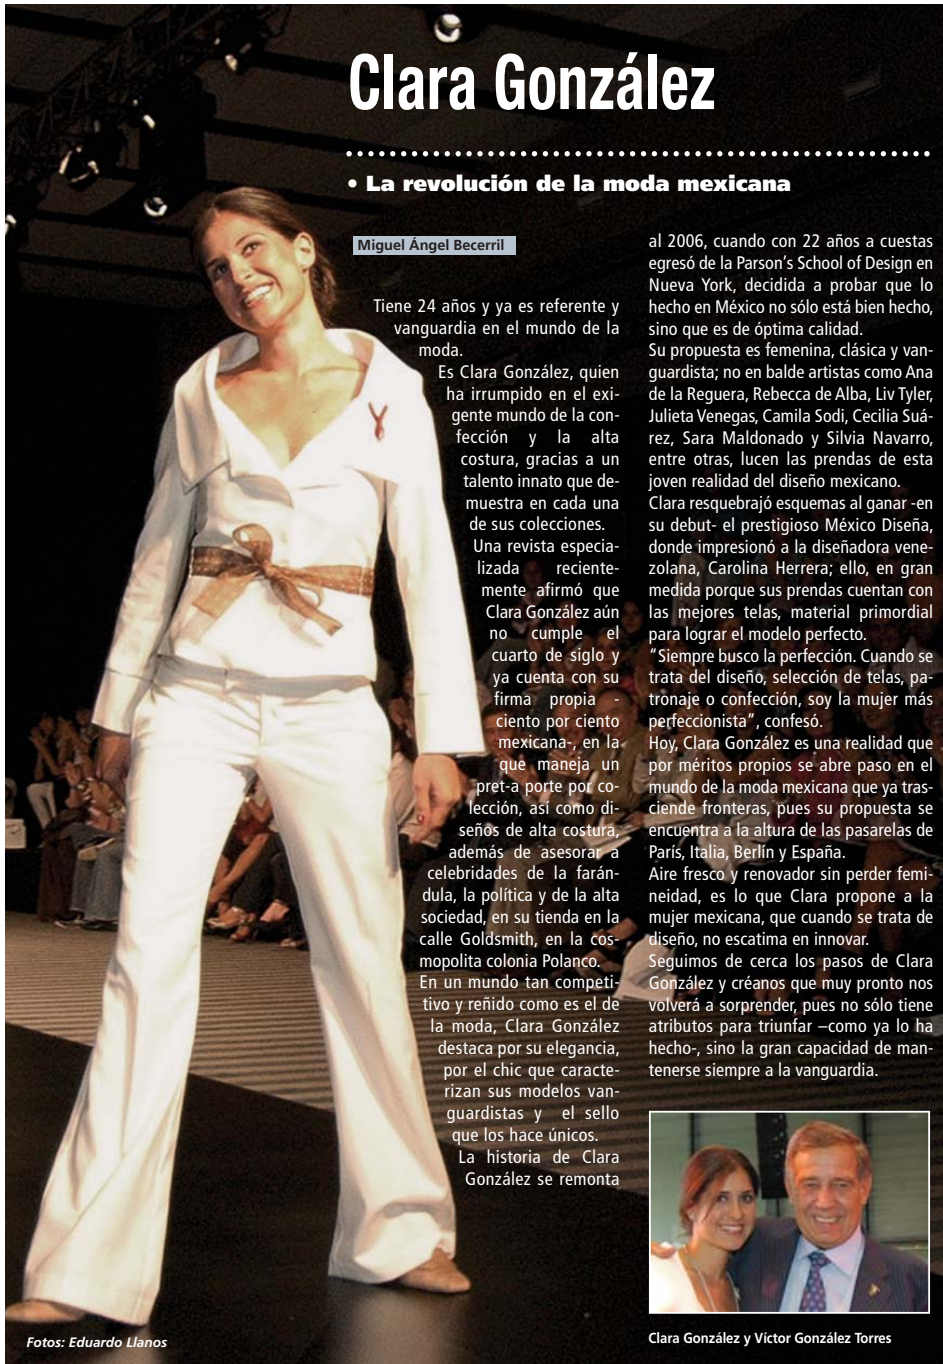 Clara González
• La revolución de la moda mexicana
Miguel Ángel Becerril
Tiene 24 años y ya es referente y
vanguardia en el mundo de la
moda.
Es Clara González, quien
ha irrumpido en el exi-
gente mundo de la con-
fección y la alta
costura, gracias a un
talento innato que de-
muestra en cada una
de sus colecciones.
Una revista especia-
lizada reciente-
mente afirmó que
Clara González aún
no cumple el
cuarto de siglo y
ya cuenta con su
firma propia -
ciento por ciento
mexicana-, en la
que maneja un
pret-a porte por co-
lección, así como di-
seños de alta costura,
además de asesorar a
celebridades de la farán-
dula, la política y de la alta
sociedad, en su tienda en la
calle Goldsmith, en la cos-
mopolita colonia Polanco.
En un mundo tan competi-
tivo y reñido como es el de
la moda, Clara González
destaca por su elegancia,
por el chic que caracte-
rizan sus modelos van-
guardistas y el sello
que los hace únicos.
La historia de Clara
González se remonta
al 2006, cuando con 22 años a cuestas
egresó de la Parson's School of Design en
Nueva York, decidida a probar que lo
hecho en México no sólo está bien hecho,
sino que es de óptima calidad.
Su propuesta es femenina, clásica y van-
guardista; no en balde artistas como Ana
de la Reguera, Rebecca de Alba, Liv Tyler,
Julieta Venegas, Camila Sodi, Cecilia Suá-
rez, Sara Maldonado y Silvia Navarro,
entre otras, lucen las prendas de esta
joven realidad del diseño mexicano.
Clara resquebrajó esquemas al ganar -en
su debut- el prestigioso México Diseña,
donde impresionó a la diseñadora vene-
zolana, Carolina Herrera; ello, en gran
medida porque sus prendas cuentan con
las mejores telas, material primordial
para lograr el modelo perfecto.
"Siempre busco la perfección. Cuando se
trata del diseño, selección de telas, pa-
tronaje o confección, soy la mujer más
perfeccionista", confesó.
Hoy, Clara González es una realidad que
por méritos propios se abre paso en el
mundo de la moda mexicana que ya tras-
ciende fronteras, pues su propuesta se
encuentra a la altura de las pasarelas de
París, Italia, Berlín y España.
Aire fresco y renovador sin perder femi-
neidad, es lo que Clara propone a la
mujer mexicana, que cuando se trata de
diseño, no escatima en innovar.
Seguimos de cerca los pasos de Clara
González y créanos que muy pronto nos
volverá a sorprender, pues no sólo tiene
atributos para triunfar –como ya lo ha
hecho-, sino la gran capacidad de man-
tenerse siempre a la vanguardia.
Fotos: Eduardo Llanos
Clara González y Víctor González Torres